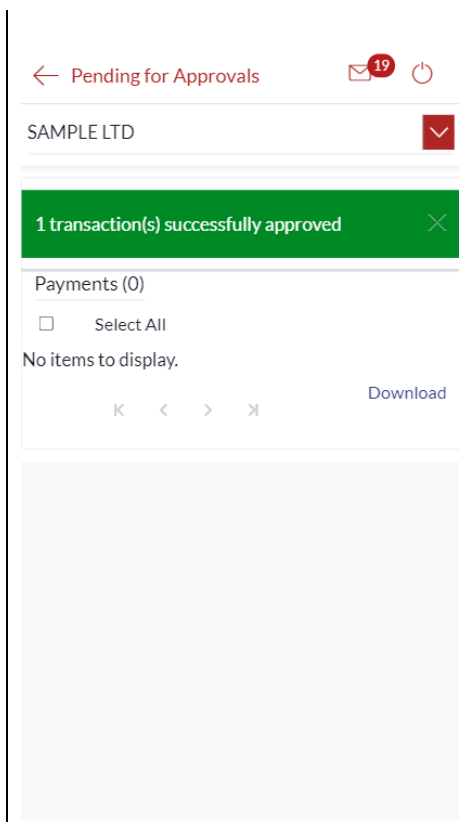 Pending for Approvals
19
SAMPLE LTD
1 transaction(s) successfully approved
Payments (0)
Select All
No items to display.
Download